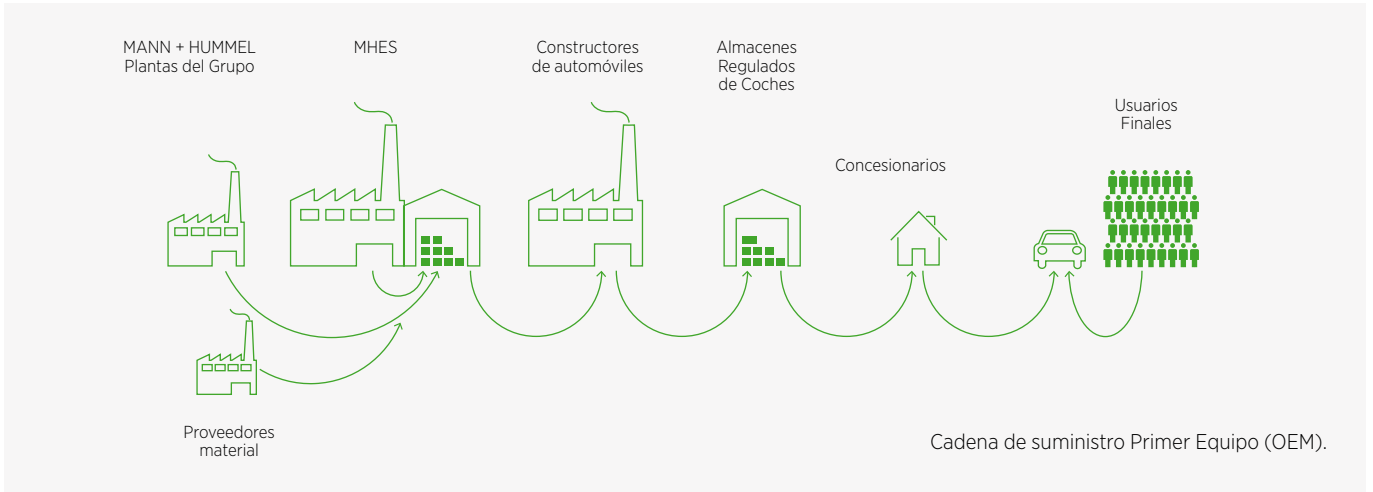 MANN + HUMMEL
Plantas del Grupo
MHES
Constructores
de automóviles
Almacenes
Regulados
de Coches
Concesionarios
Usuarios
Finales
Proveedores
material
Cadena de suministro Primer Equipo (OEM).